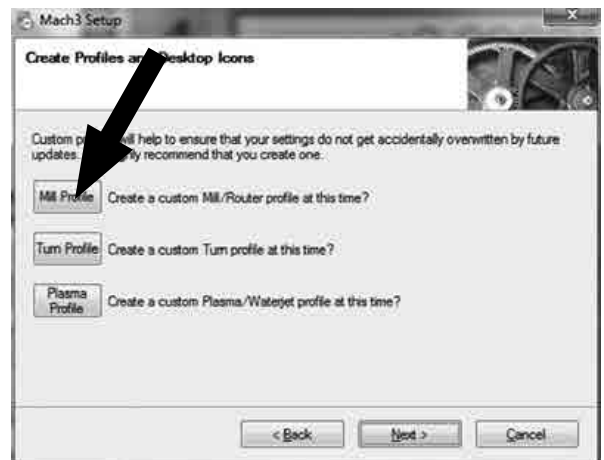 Mach3 Setup
Create Profiles and Desktop Icons
Custom will help to ensure that your settings do not get accidentally overwritten by future
updates. recommend that you create one.
Mill Profile Create a custom Mill/Router profile at this time?
Turn Profile Create a custom Turn profile at this time?
Plasma
Profile Create a custom Plasma/Waterjet profile at this time?
< Back Next > Cancel